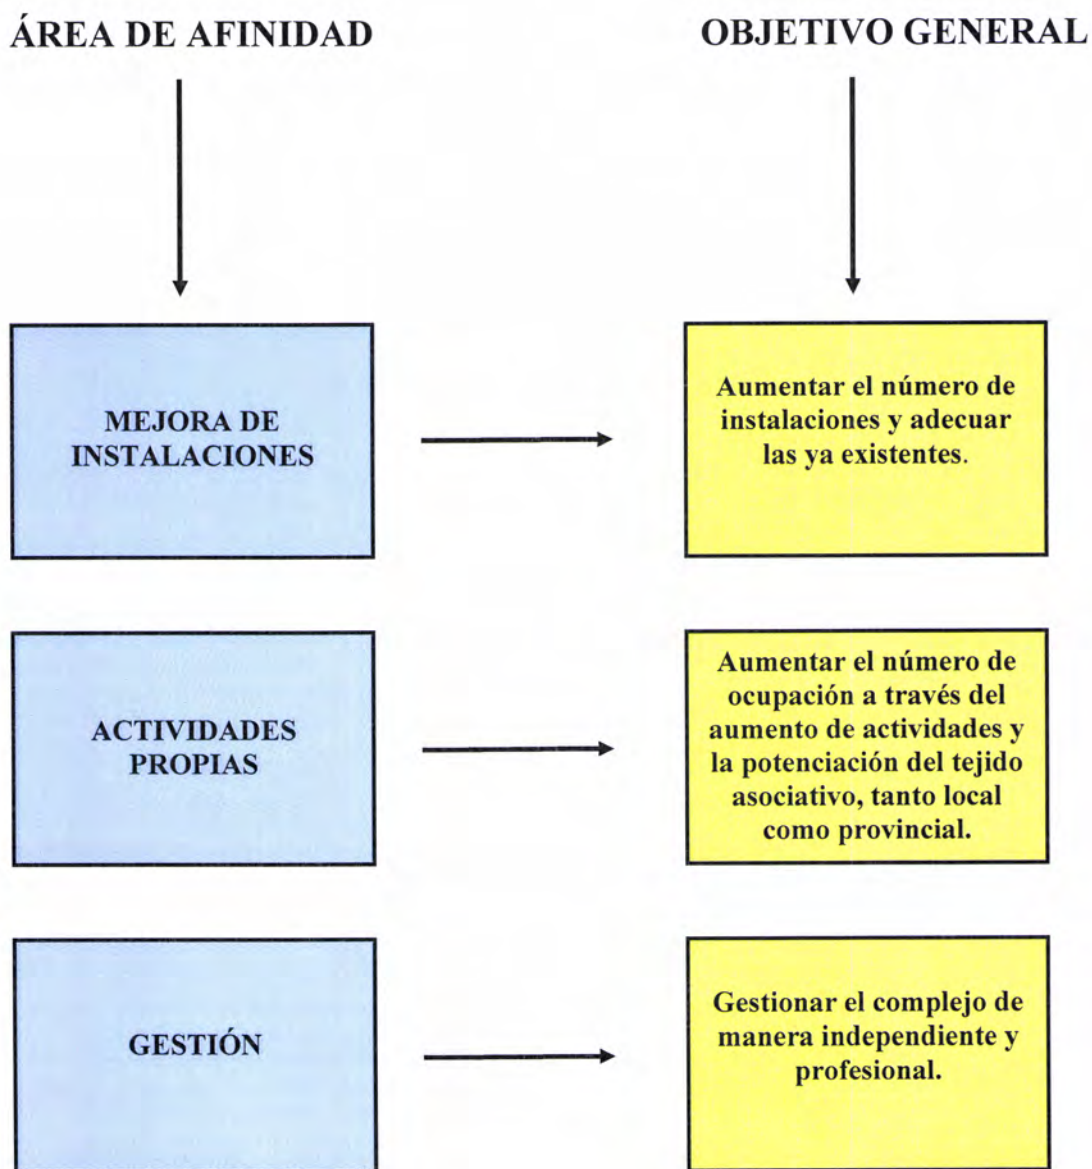 ÁREA DE AFINIDAD
OBJETIVO GENERAL
MEJORA DE
INSTALACIONES
Aumentar el número de
instalaciones y adecuar
las ya existentes.
ACTIVIDADES
PROPIAS
Aumentar el número de
ocupación a través del
aumento de actividades y
la potenciación del tejido
asociativo, tanto local
como provincial.
GESTIÓN
Gestionar el complejo de
manera independiente y
profesional.